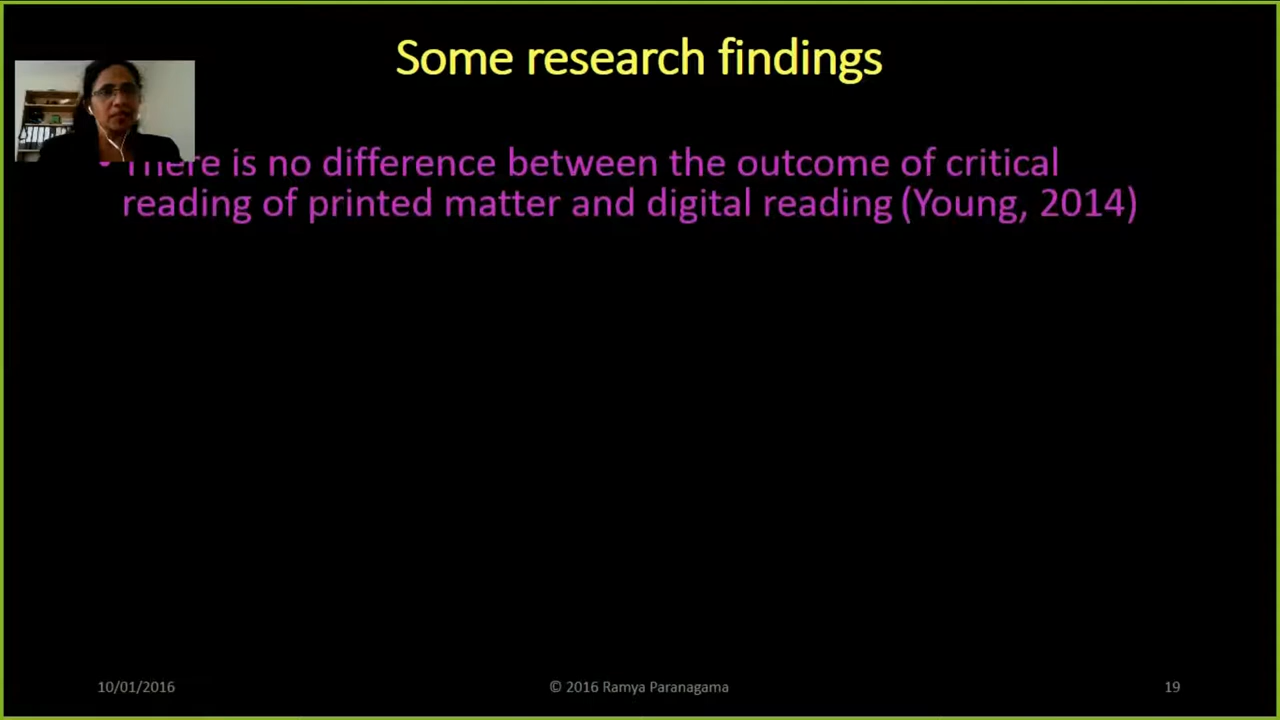 Some research findings
• There is no difference between the outcome of critical
reading of printed matter and digital reading (Young, 2014)
10/01/2016
© 2016 Ramya Paranagama
19